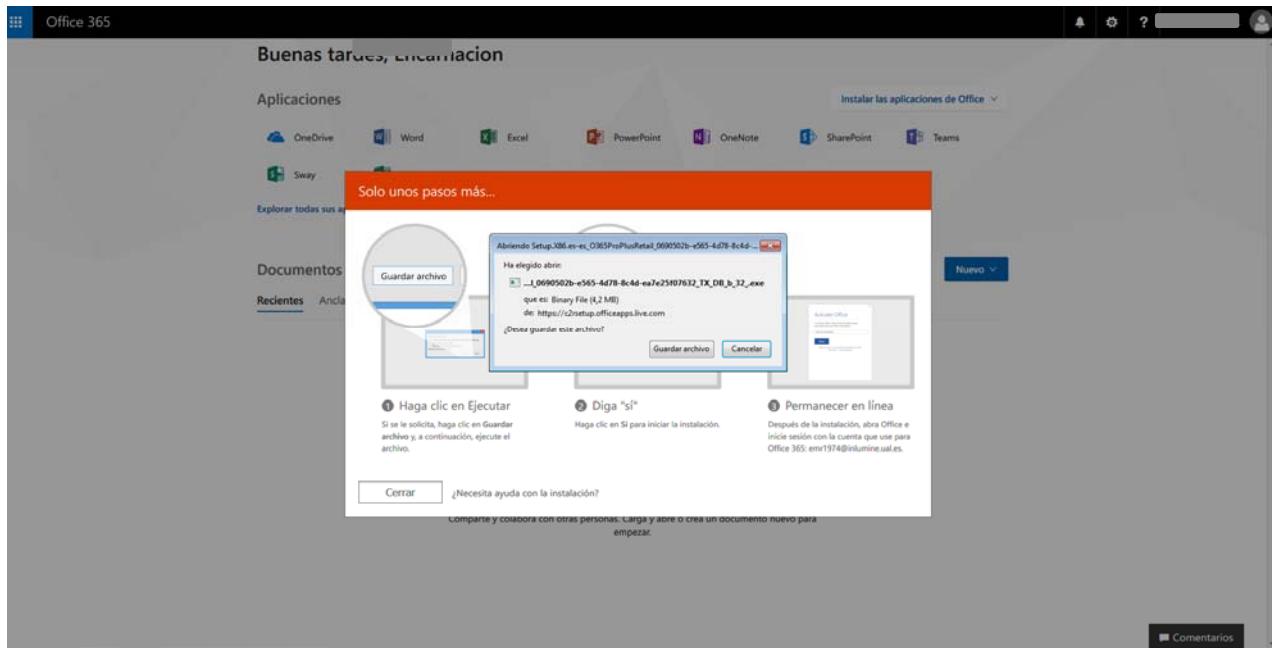 Office 365
?
Buenas tardes, Encarnacion
Aplicaciones
Instalar las aplicaciones de Office
OneDrive
Word
Excel
PowerPoint
OneNote
SharePoint
Teams
Sway
Explorar todas sus
Solo unos pasos más...
Guardar archivo
Abriendo Setup.X86.es-es_O365ProPlusRetail_0690502b-e565-4d78-8c4d-...
Ha elegido abrir:
..._0690502b-e565-4d78-8c4d-ea7e25f07632_TX_DB_b_32_.exe
que es: Binary File (4,2 MB)
de: https://c2rsetup.officeapps.live.com
¿Desea guardar este archivo?
Guardar archivo
Cancelar
Documentos
Nuevo
Recientes
Ancla
1 Haga clic en Ejecutar
Si se le solicita, haga clic en Guardar
archivo y, a continuación, ejecute el
archivo.
2 Diga "sí"
Haga clic en Sí para iniciar la instalación.
3 Permanecer en línea
Después de la instalación, abra Office e
inicie sesión con la cuenta que use para
Office 365: emr1974@inlumine.ual.es.
Cerrar
¿Necesita ayuda con la instalación?
Comparte y colabora con otras personas. Carga y abre o crea un documento nuevo para
empezar.
Comentarios